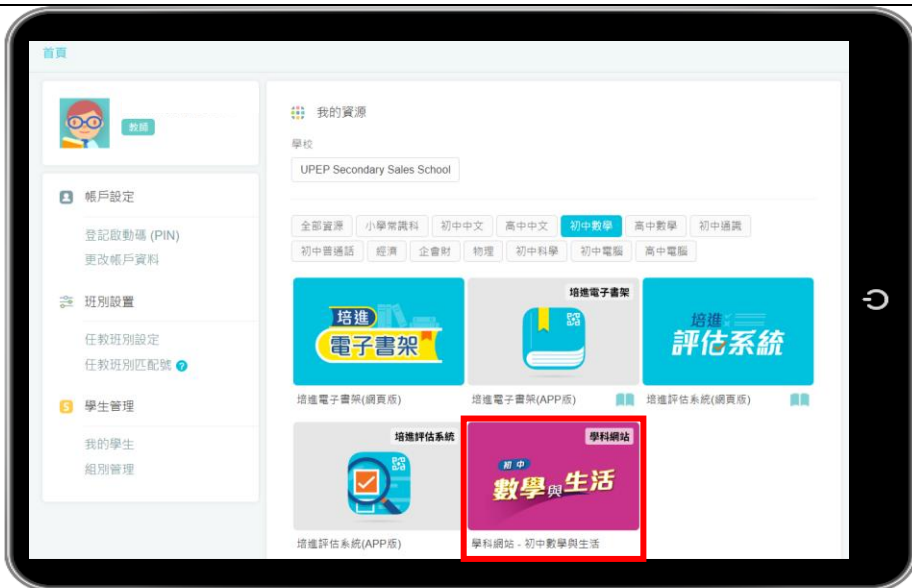 首頁
教師
帳戶設定
登記啟動碼 (PIN)
更改帳戶資料
班別設置
任教班別設定
任教班別匹配號 ?
S 學生管理
我的學生
組別管理
我的資源
學校
UPEP Secondary Sales School
全部資源 小學常識科 初中中文 高中中文 初中數學 高中數學 初中通識
初中普通話 經濟 企會財 物理 初中科學 初中電腦 高中電腦
培進
電子書架
培進電子書架(網頁版)
培進電子書架
培進電子書架(APP版)
培進
評估系統
培進評估系統(網頁版)
培進評估系統
培進評估系統(APP版)
學科網站
初中
數學與生活
學科網站 - 初中數學與生活